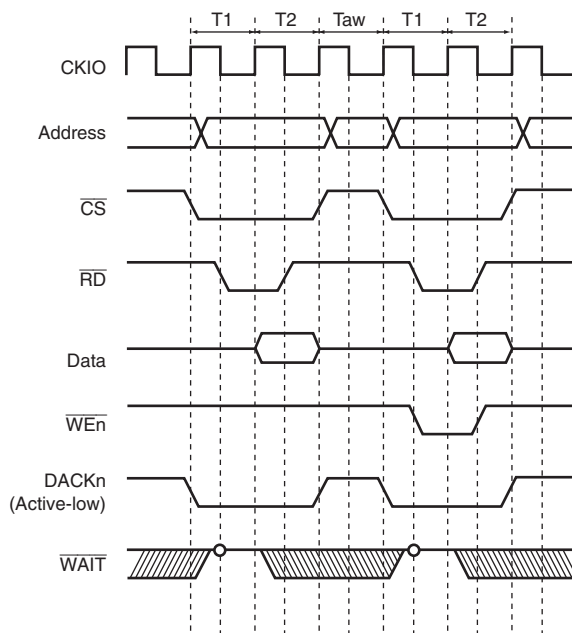 T1 T2 Taw T1 T2
CKIO
Address
CS
RD
Data
WEn
DACKn
(Active-low)
WAIT